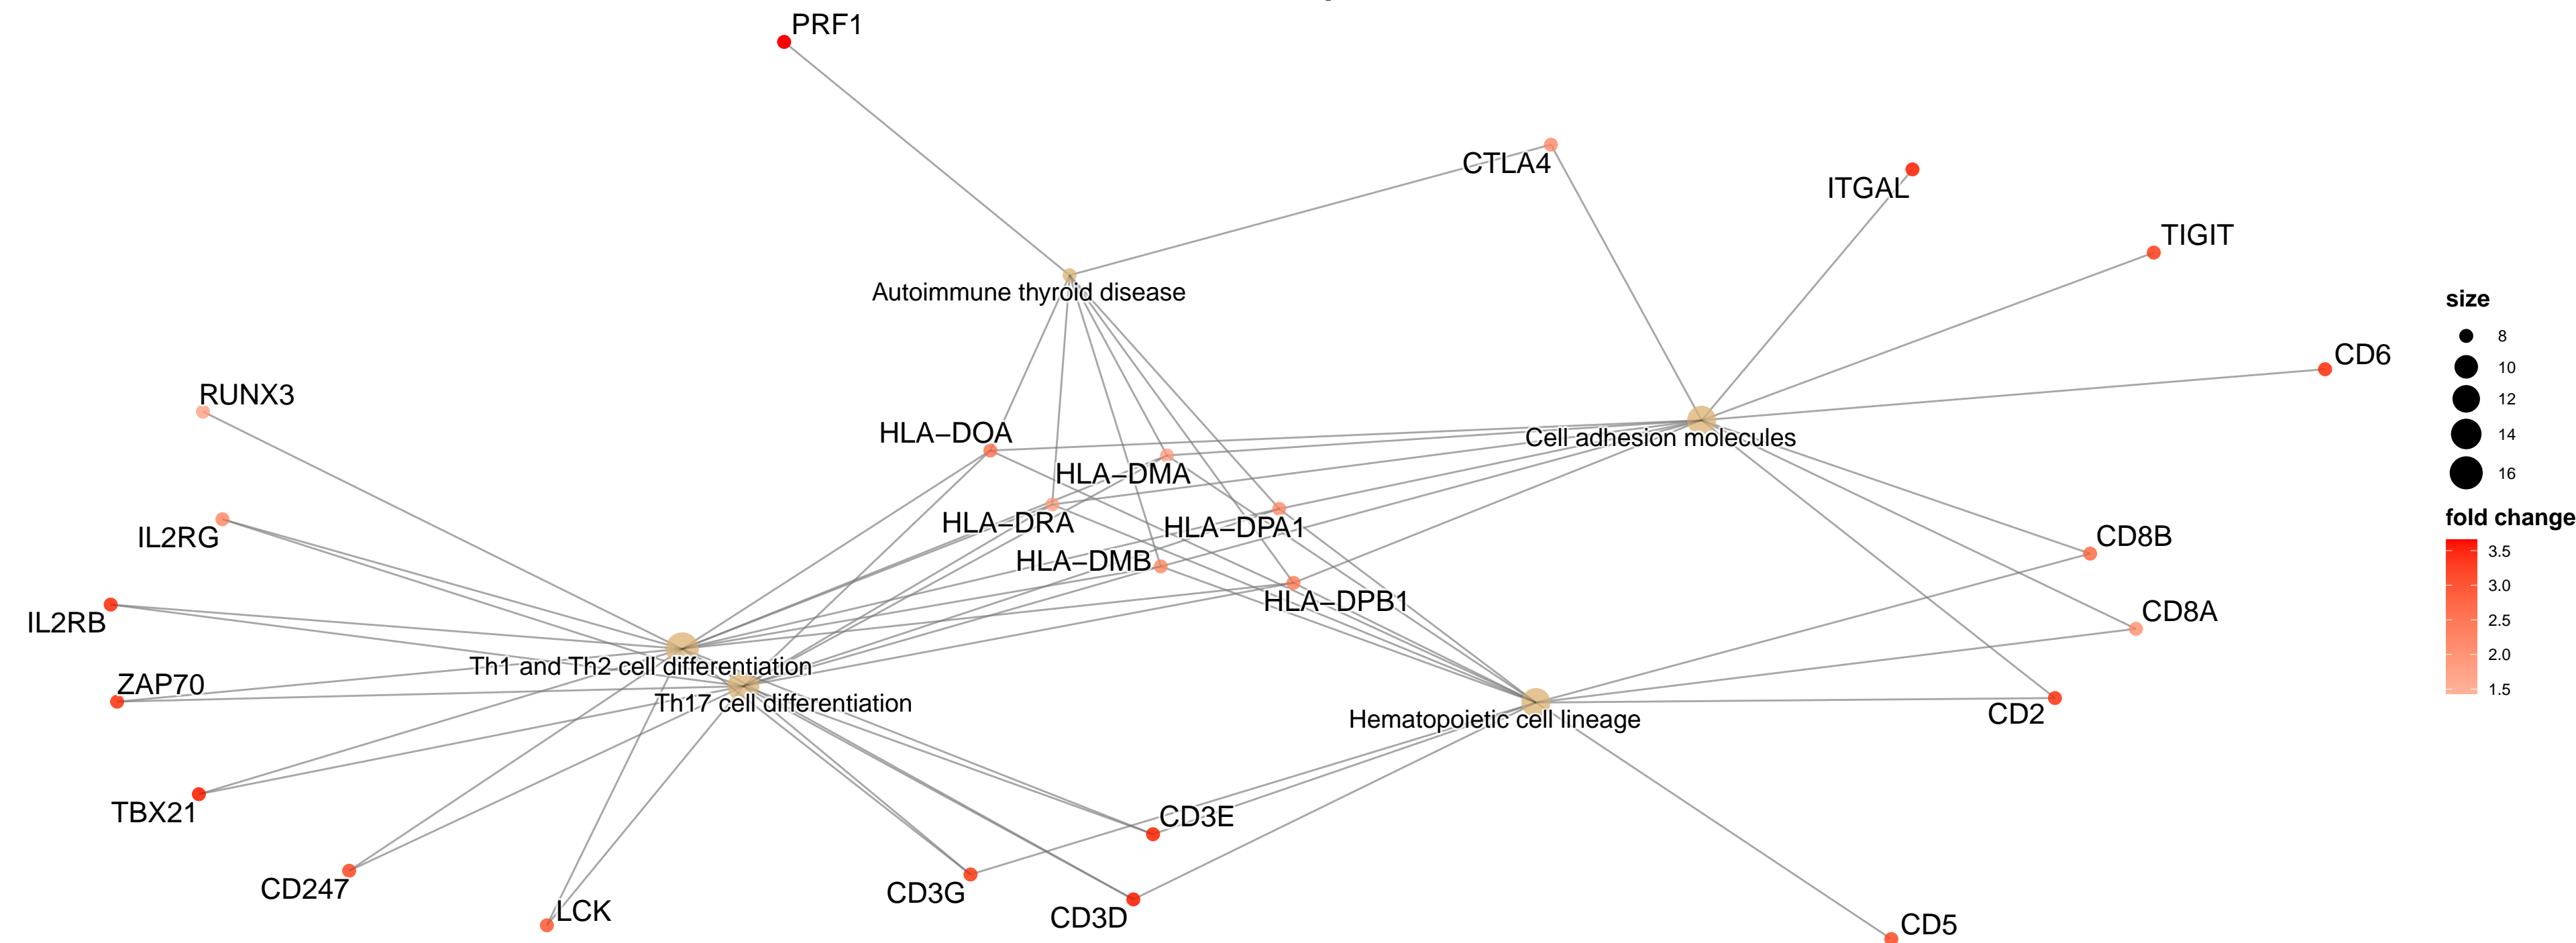 PRF1
CTLA4
ITGAL
TIGIT
Autoimmune thyroid disease
CD6
RUNX3
HLA−DOA
Cell adhesion molecules
HLA−DMA
HLA−DRA
HLA−DPA1
IL2RG
CD8B
HLA−DMB
HLA−DPB1
CD8A
IL2RB
Th1 and Th2 cell differentiation
ZAP70
Th17 cell differentiation
Hematopoietic cell lineage
CD2
TBX21
CD3E
CD247
CD3G
LCK
CD3D
CD5
size
8
10
12
14
16
fold change
3.5
3.0
2.5
2.0
1.5